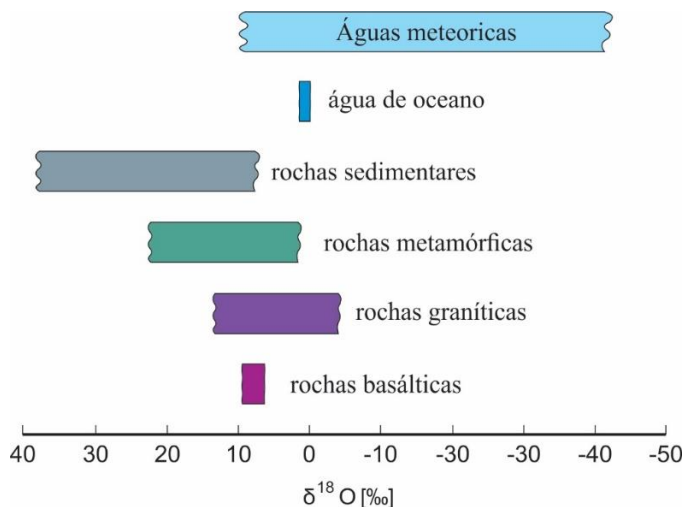 Águas meteoricas
água de oceano
rochas sedimentares
rochas metamórficas
rochas graníticas
rochas basálticas
40 30 20 10 0 -10 -30 -30 -40 -50
δ¹⁸ O [‰]